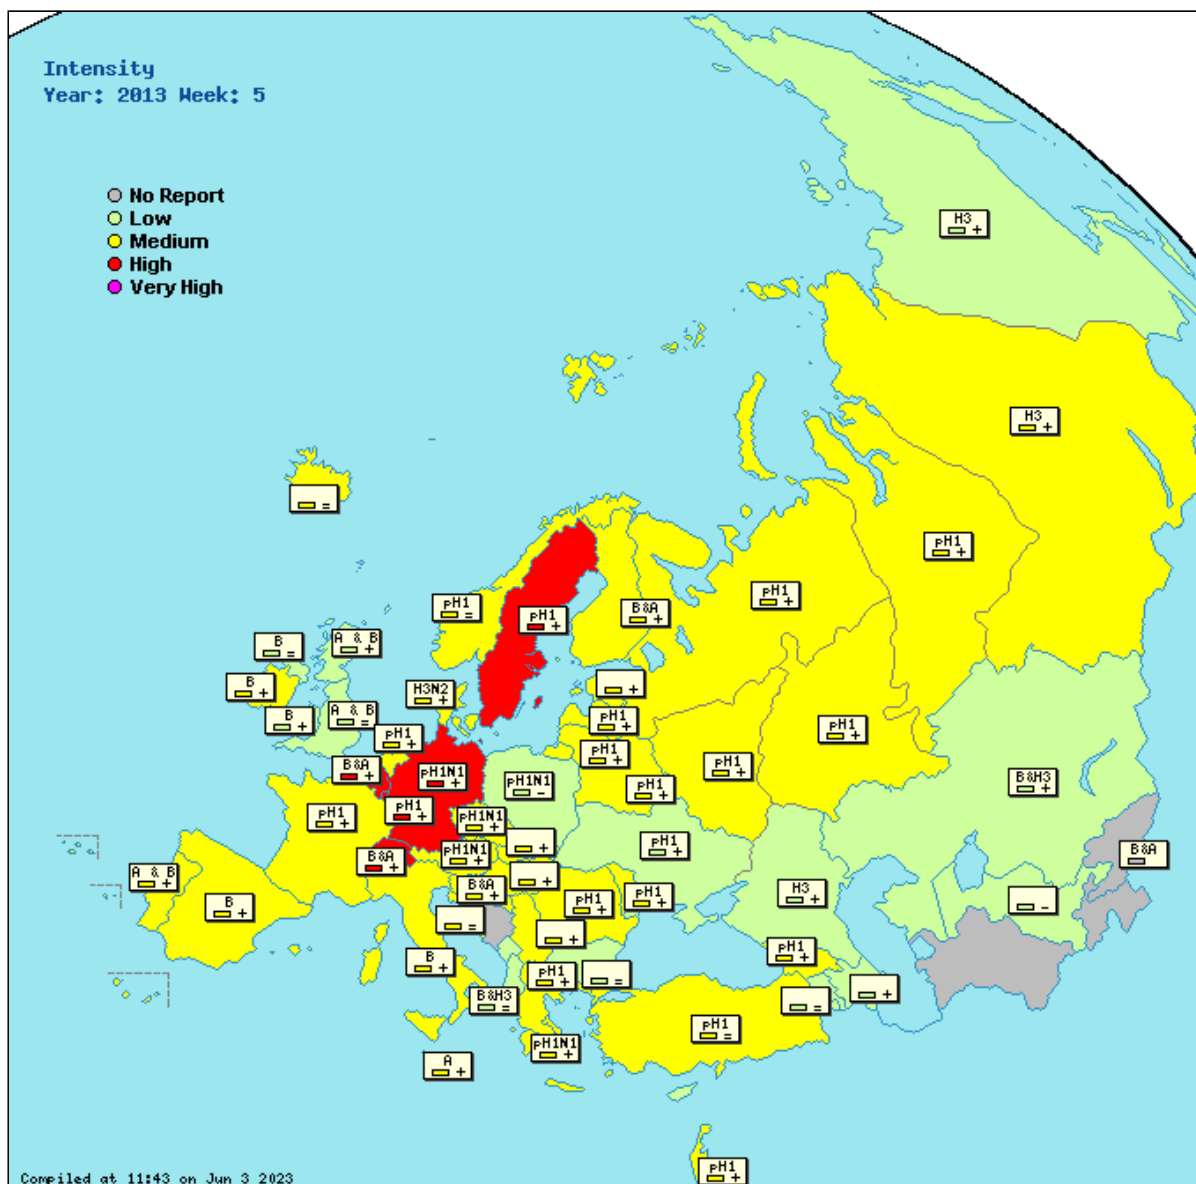 Intensity
Year: 2013 Week: 5
No Report
Low
Medium
High
Very High
H3
+
H3
+
=
pH1
+
pH1
+
pH1
=
pH1
+
B&A
+
B
=
A & B
+
B
+
H3N2
+
+
B
+
A & B
=
pH1
+
pH1
+
pH1
+
pH1
+
pH1
+
B&A
+
pH1N1
+
pH1N1
-
pH1
+
B&H3
+
pH1
+
pH1
+
pH1N1
+
+
pH1
+
B&A
B&A
+
pH1N1
+
A & B
+
B
+
B&A
+
+
pH1
+
pH1
+
H3
+
-
=
+
B
+
pH1
+
=
pH1
+
B&H3
=
=
+
pH1
=
pH1N1
+
A
+
pH1
+
Compiled at 11:43 on Jun 3 2023